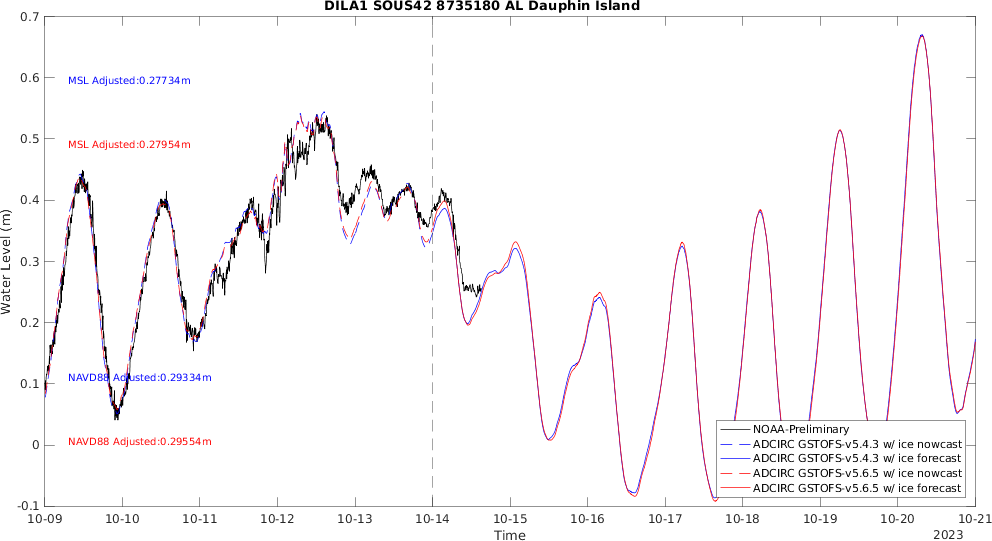 DILA1 SOUS42 8735180 AL Dauphin Island
0.7
0.6
0.5
0.4
0.3
0.2
0.1
0
-0.1
Water Level (m)
MSL Adjusted:0.27734m
MSL Adjusted:0.27954m
NAVD88 Adjusted:0.29334m
NAVD88 Adjusted:0.29554m
NOAA-Preliminary
ADCIRC GSTOFS-v5.4.3 w/ ice nowcast
ADCIRC GSTOFS-v5.4.3 w/ ice forecast
ADCIRC GSTOFS-v5.6.5 w/ ice nowcast
ADCIRC GSTOFS-v5.6.5 w/ ice forecast
10-09 10-10 10-11 10-12 10-13 10-14 10-15 10-16 10-17 10-18 10-19 10-20 10-21
Time
2023